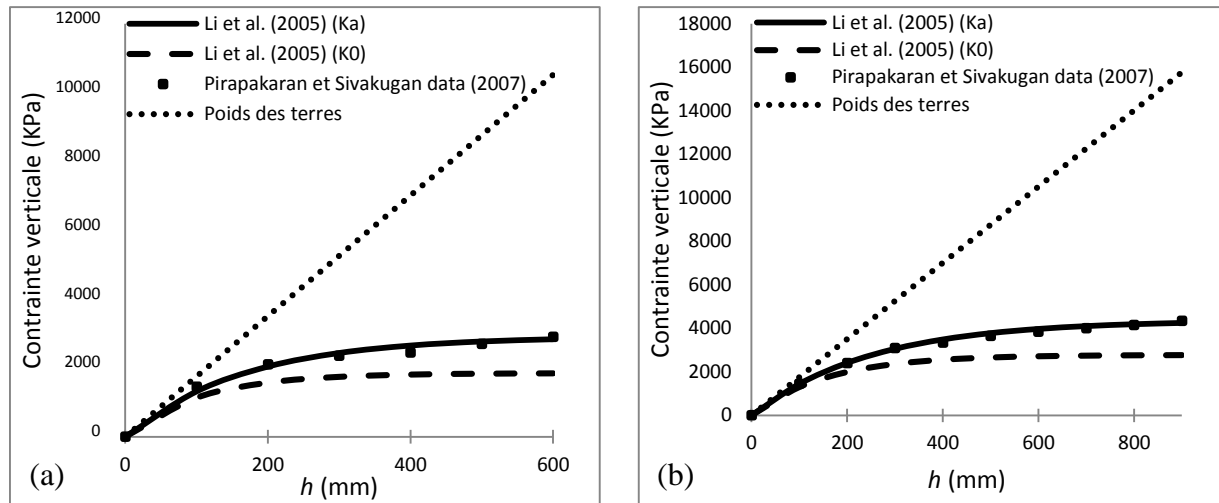 Li et al. (2005) (Ka)
Li et al. (2005) (K0)
Pirapakaran et Sivakugan data (2007)
Poids des terres
Contrainte verticale (KPa)
12000
10000
8000
6000
4000
2000
0
0
200
400
600
h (mm)
(a)
Li et al. (2005) (Ka)
Li et al. (2005) (K0)
Pirapakaran et Sivakugan data (2007)
Poids des terres
Contrainte verticale (KPa)
18000
16000
14000
12000
10000
8000
6000
4000
2000
0
0
200
400
600
800
h (mm)
(b)